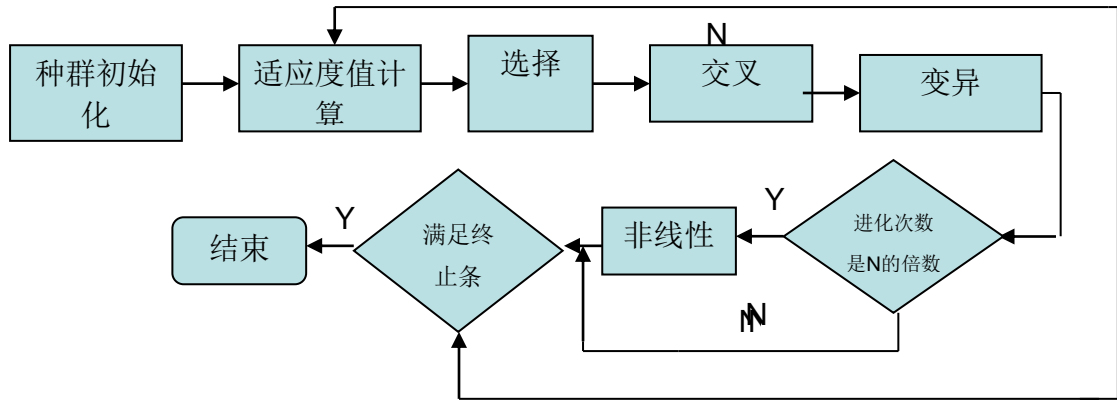 N
种群初始
化
适应度值计
算
选择
交叉
变异
结束
Y
满足终
止条
非线性
Y
进化次数
是N的倍数
N
N